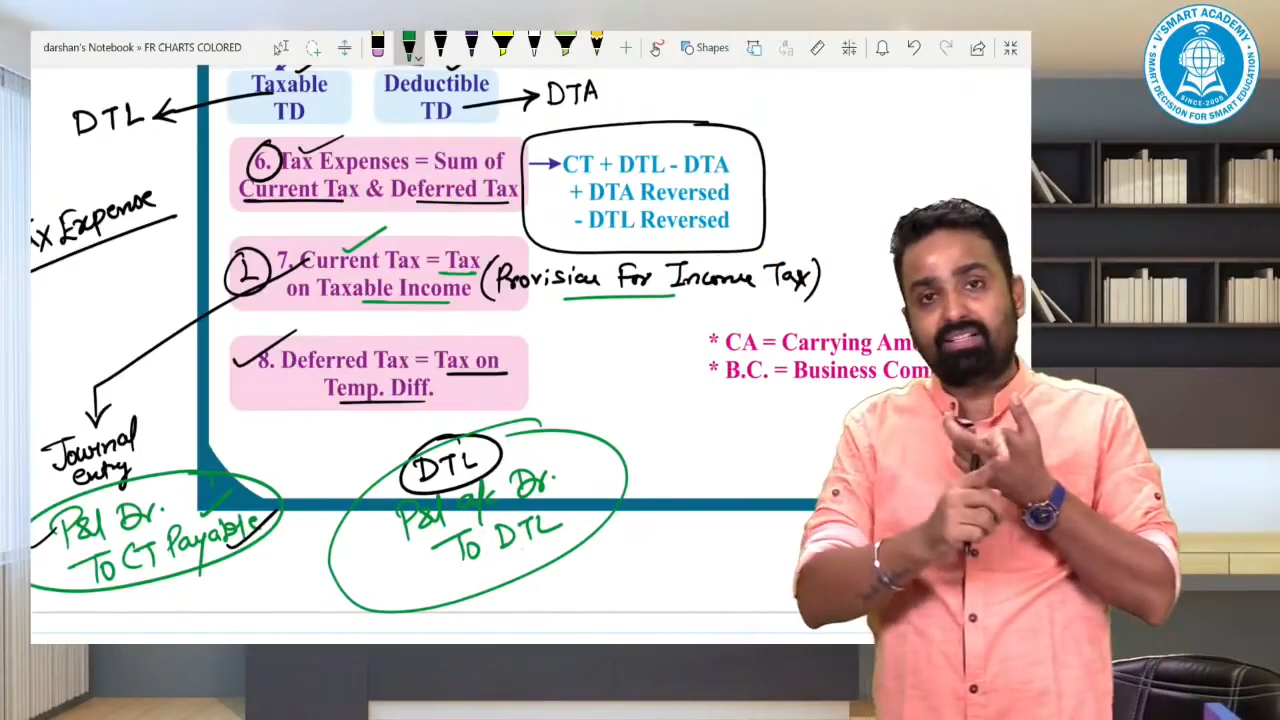 darshan's Notebook » FR CHARTS COLORED
Shapes
V'SMART ACADEMY
SMART DECISION FOR SMART EDUCATION
SINCE-2005
Taxable
TD
Deductible
TD
DTL
DTA
6. Tax Expenses = Sum of
Current Tax & Deferred Tax
CT + DTL - DTA
+ DTA Reversed
- DTL Reversed
Expense
1
7. Current Tax = Tax
on Taxable Income
(Provision For Income Tax)
* CA = Carrying
* B.C. = Business
8. Deferred Tax = Tax on
Temp. Diff.
Journal
entry
P&L Dr.
To CT Payable
DTL
P&L a/c Dr.
To DTL